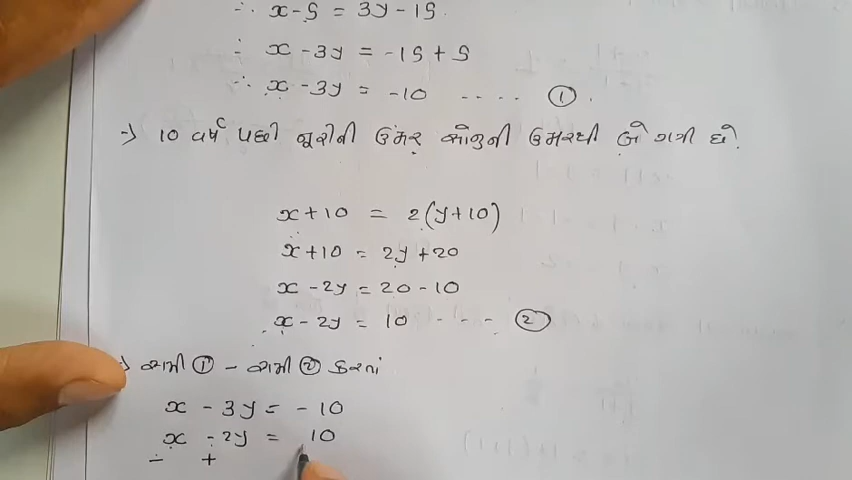 ∴ x - 5 = 3y - 15
∴ x - 3y = -15 + 5
∴ x - 3y = -10 .... ①.
→ 10 વર્ષ પછી નૂરીની ઉંમર સોનુની ઉમરથી બે ગણી છે.
x + 10 = 2(y + 10)
x + 10 = 2y + 20
x - 2y = 20 - 10
x - 2y = 10 - - - ②
→ સમી ① - સમી ② કરતાં
x - 3y = - 10
x - 2y = 10
- +